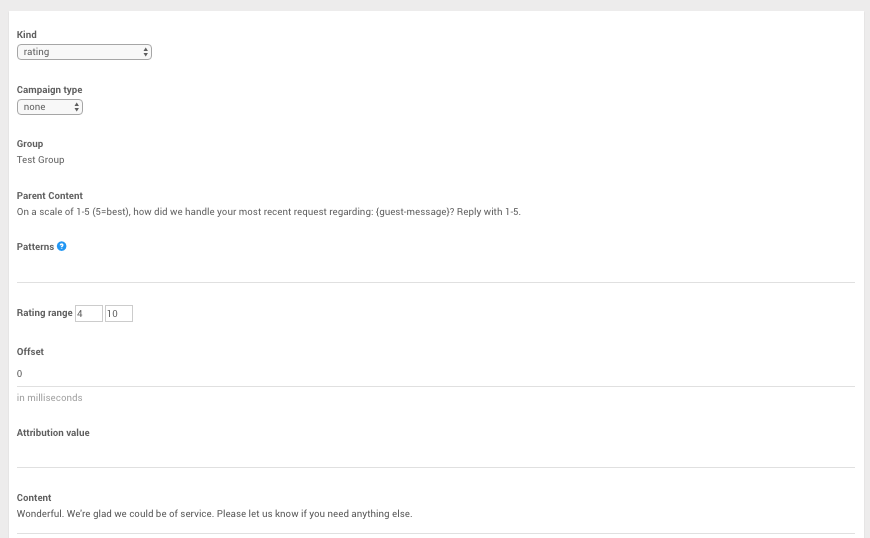 Kind
rating
Campaign type
none
Group
Test Group
Parent Content
On a scale of 1-5 (5=best), how did we handle your most recent request regarding: {guest-message}? Reply with 1-5.
Patterns ?
Rating range 4 10
Offset
0
in milliseconds
Attribution value
Content
Wonderful. We're glad we could be of service. Please let us know if you need anything else.